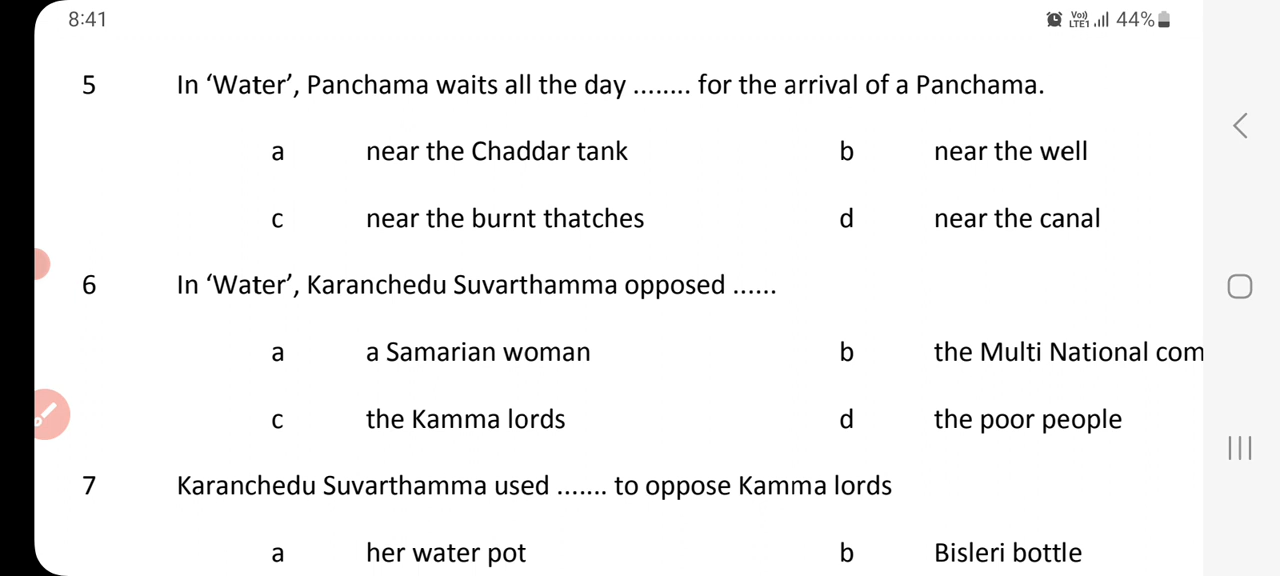 8:41 Vo) LTE1 44%
5 In ‘Water’, Panchama waits all the day ........ for the arrival of a Panchama.
a near the Chaddar tank b near the well
c near the burnt thatches d near the canal
6 In ‘Water’, Karanchedu Suvarthamma opposed ......
a a Samarian woman b the Multi National com
c the Kamma lords d the poor people
7 Karanchedu Suvarthamma used ....... to oppose Kamma lords
a her water pot b Bisleri bottle